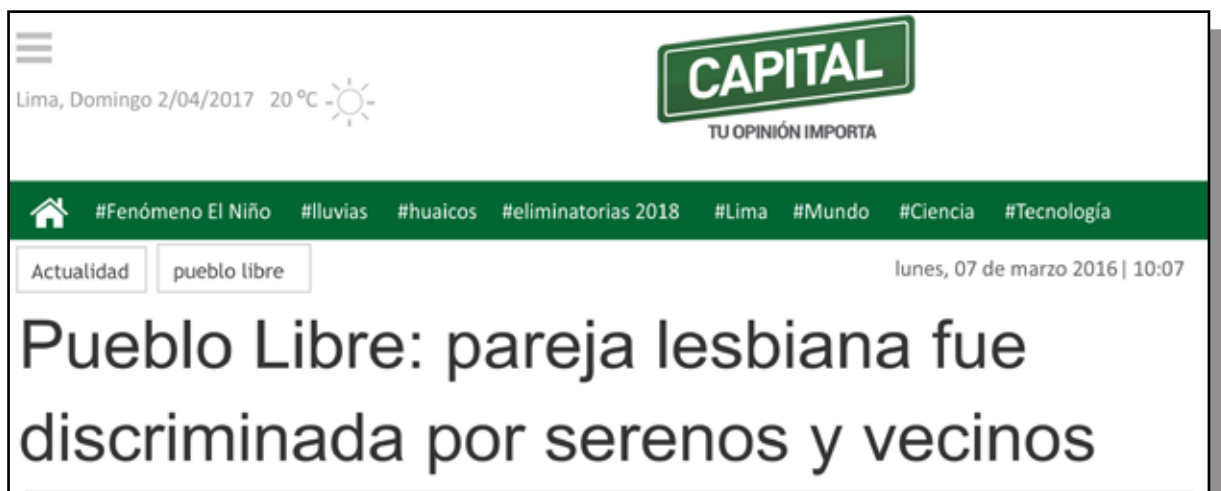 CAPITAL
TU OPINIÓN IMPORTA
Lima, Domingo 2/04/2017 20 ºC
#Fenómeno El Niño #lluvias #huaicos #eliminatorias 2018 #Lima #Mundo #Ciencia #Tecnología
Actualidad pueblo libre lunes, 07 de marzo 2016| 10:07
Pueblo Libre: pareja lesbiana fue
discriminada por serenos y vecinos